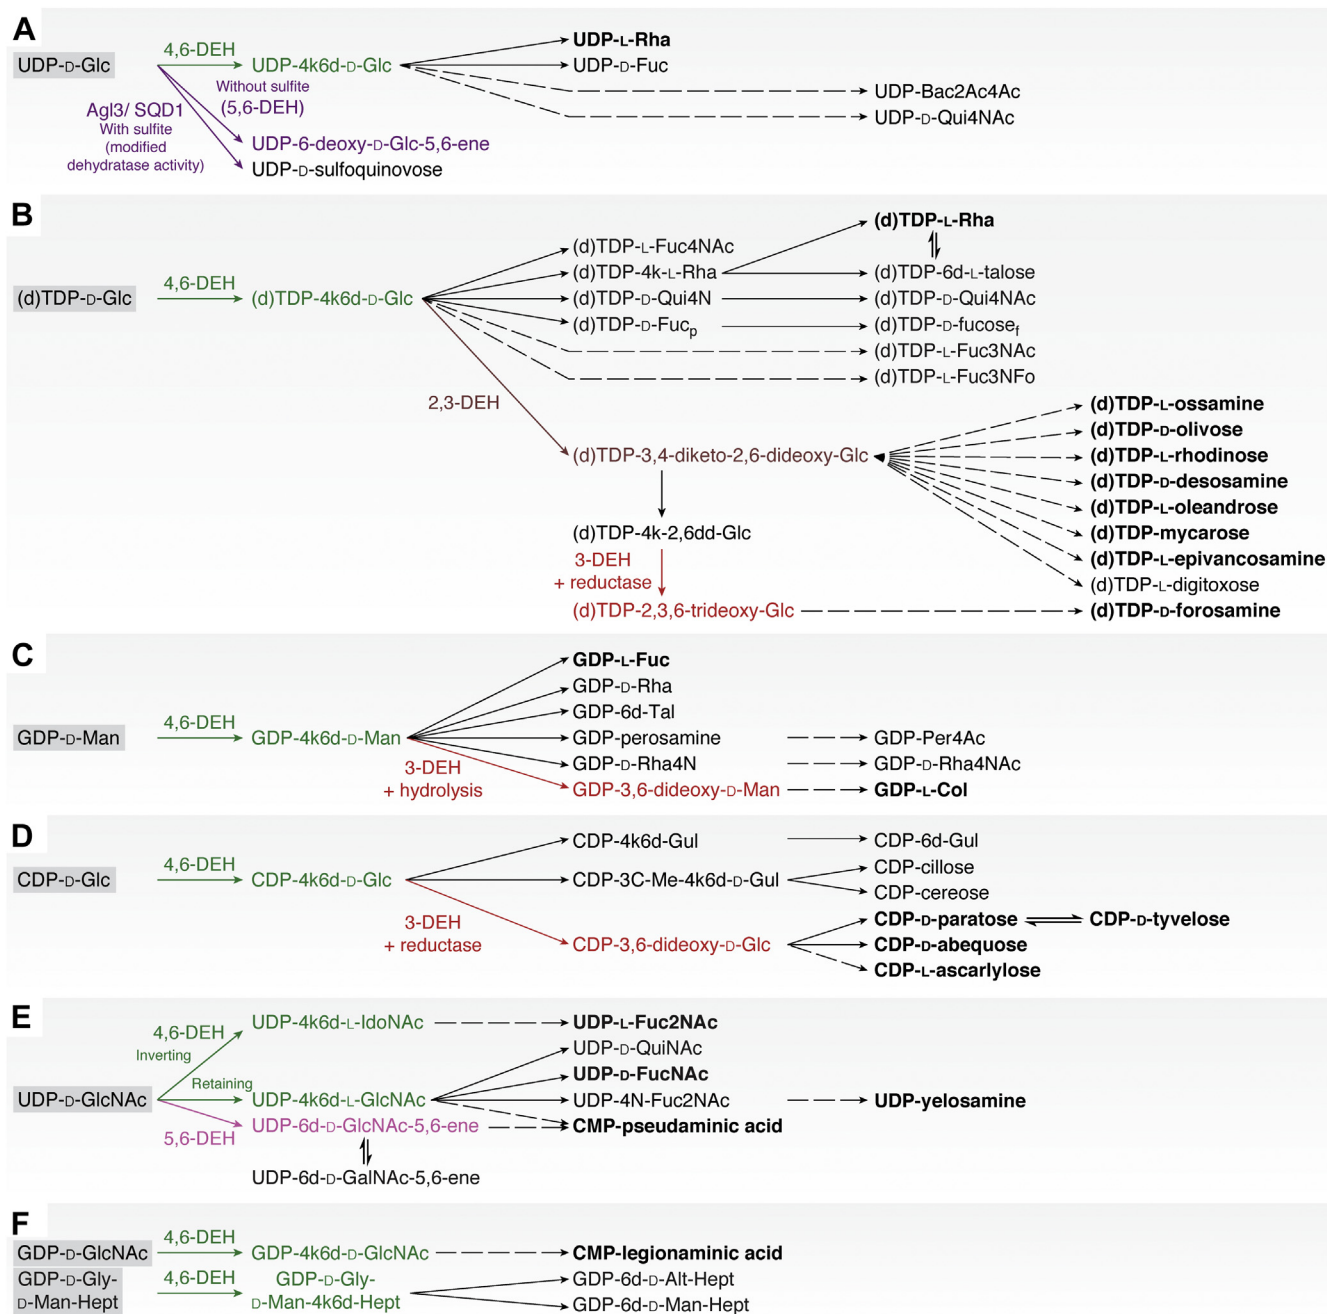 A
UDP-D-Glc
4,6-DEH
UDP-4k6d-D-Glc
UDP-L-Rha
UDP-D-Fuc
UDP-Bac2Ac4Ac
UDP-D-Qui4NAc
Without sulfite
(5,6-DEH)
Agl3/ SQD1
With sulfite
(modified
dehydratase activity)
UDP-6-deoxy-D-Glc-5,6-ene
UDP-D-sulfoquinovose
B
(d)TDP-D-Glc
4,6-DEH
(d)TDP-4k6d-D-Glc
(d)TDP-L-Fuc4NAc
(d)TDP-4k-L-Rha
(d)TDP-D-Qui4N
(d)TDP-D-Fucp
(d)TDP-L-Rha
(d)TDP-6d-L-talose
(d)TDP-D-Qui4NAc
(d)TDP-D-fucosef
(d)TDP-L-Fuc3NAc
(d)TDP-L-Fuc3NFo
2,3-DEH
(d)TDP-3,4-diketo-2,6-dideoxy-Glc
(d)TDP-L-ossamine
(d)TDP-D-olivose
(d)TDP-L-rhodinose
(d)TDP-D-desosamine
(d)TDP-L-oleandrose
(d)TDP-mycarose
(d)TDP-L-epivancosamine
(d)TDP-L-digitoxose
(d)TDP-4k-2,6dd-Glc
3-DEH
+ reductase
(d)TDP-2,3,6-trideoxy-Glc
(d)TDP-D-forosamine
C
GDP-D-Man
4,6-DEH
GDP-4k6d-D-Man
3-DEH
+ hydrolysis
GDP-L-Fuc
GDP-D-Rha
GDP-6d-Tal
GDP-perosamine
GDP-Per4Ac
GDP-D-Rha4N
GDP-D-Rha4NAc
GDP-3,6-dideoxy-D-Man
GDP-L-Col
D
CDP-D-Glc
4,6-DEH
CDP-4k6d-D-Glc
3-DEH
+ reductase
CDP-4k6d-Gul
CDP-6d-Gul
CDP-3C-Me-4k6d-D-Gul
CDP-cillose
CDP-cereose
CDP-3,6-dideoxy-D-Glc
CDP-D-paratose
CDP-D-tyvelose
CDP-D-abequose
CDP-L-ascarlylose
E
UDP-D-GlcNAc
4,6-DEH
Inverting
Retaining
5,6-DEH
UDP-4k6d-L-IdoNAc
UDP-L-Fuc2NAc
UDP-4k6d-L-GlcNAc
UDP-D-QuiNAc
UDP-D-FucNAc
UDP-4N-Fuc2NAc
UDP-yelosamine
UDP-6d-D-GlcNAc-5,6-ene
CMP-pseudaminic acid
UDP-6d-D-GalNAc-5,6-ene
F
GDP-D-GlcNAc
4,6-DEH
GDP-4k6d-D-GlcNAc
CMP-legionaminic acid
GDP-D-Gly-
D-Man-Hept
4,6-DEH
GDP-D-Gly-
D-Man-4k6d-Hept
GDP-6d-D-Alt-Hept
GDP-6d-D-Man-Hept